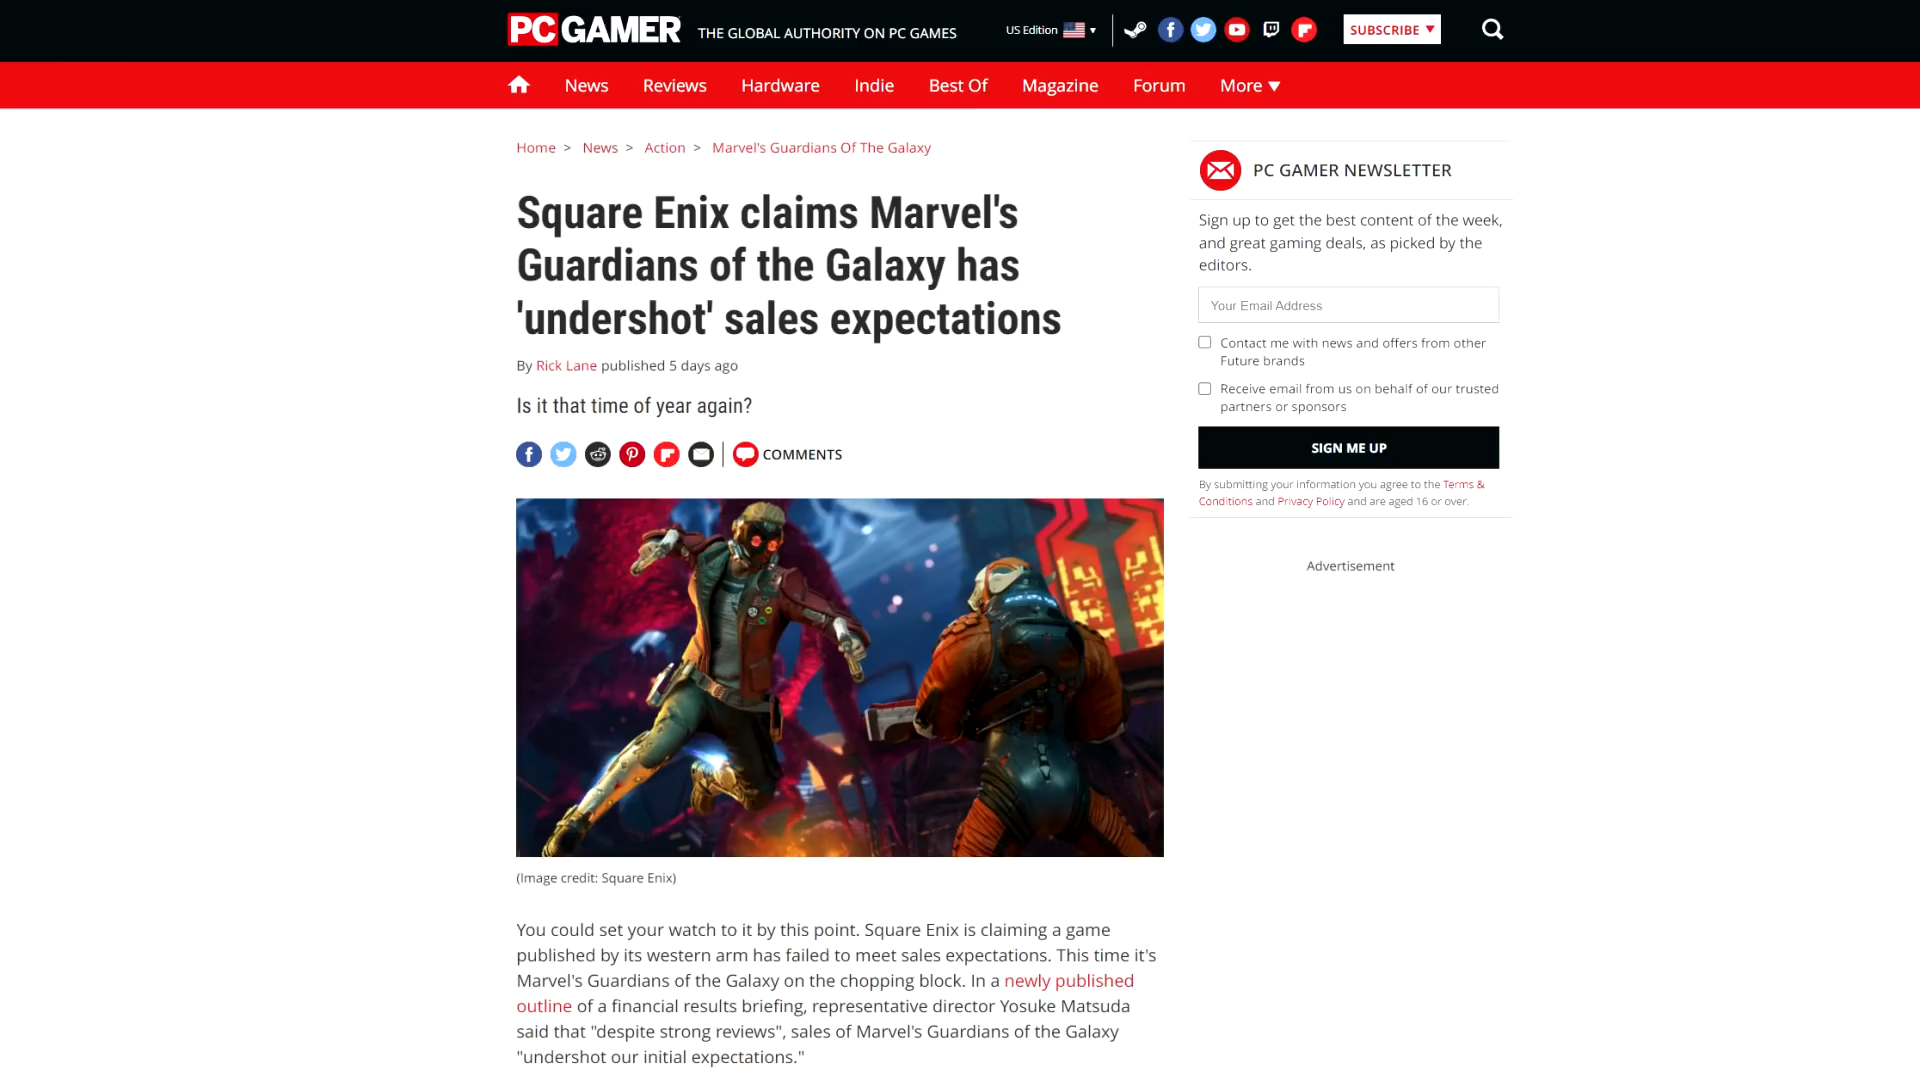 PC GAMER THE GLOBAL AUTHORITY ON PC GAMES US Edition SUBSCRIBE
News Reviews Hardware Indie Best Of Magazine Forum More
Home > News > Action > Marvel's Guardians Of The Galaxy
Square Enix claims Marvel's
Guardians of the Galaxy has
'undershot' sales expectations
By Rick Lane published 5 days ago
Is it that time of year again?
COMMENTS
(Image credit: Square Enix)
You could set your watch to it by this point. Square Enix is claiming a game
published by its western arm has failed to meet sales expectations. This time it's
Marvel's Guardians of the Galaxy on the chopping block. In a newly published
outline of a financial results briefing, representative director Yosuke Matsuda
said that "despite strong reviews", sales of Marvel's Guardians of the Galaxy
"undershot our initial expectations."
PC GAMER NEWSLETTER
Sign up to get the best content of the week,
and great gaming deals, as picked by the
editors.
Your Email Address
Contact me with news and offers from other
Future brands
Receive email from us on behalf of our trusted
partners or sponsors
SIGN ME UP
By submitting your information you agree to the Terms &
Conditions and Privacy Policy and are aged 16 or over.
Advertisement